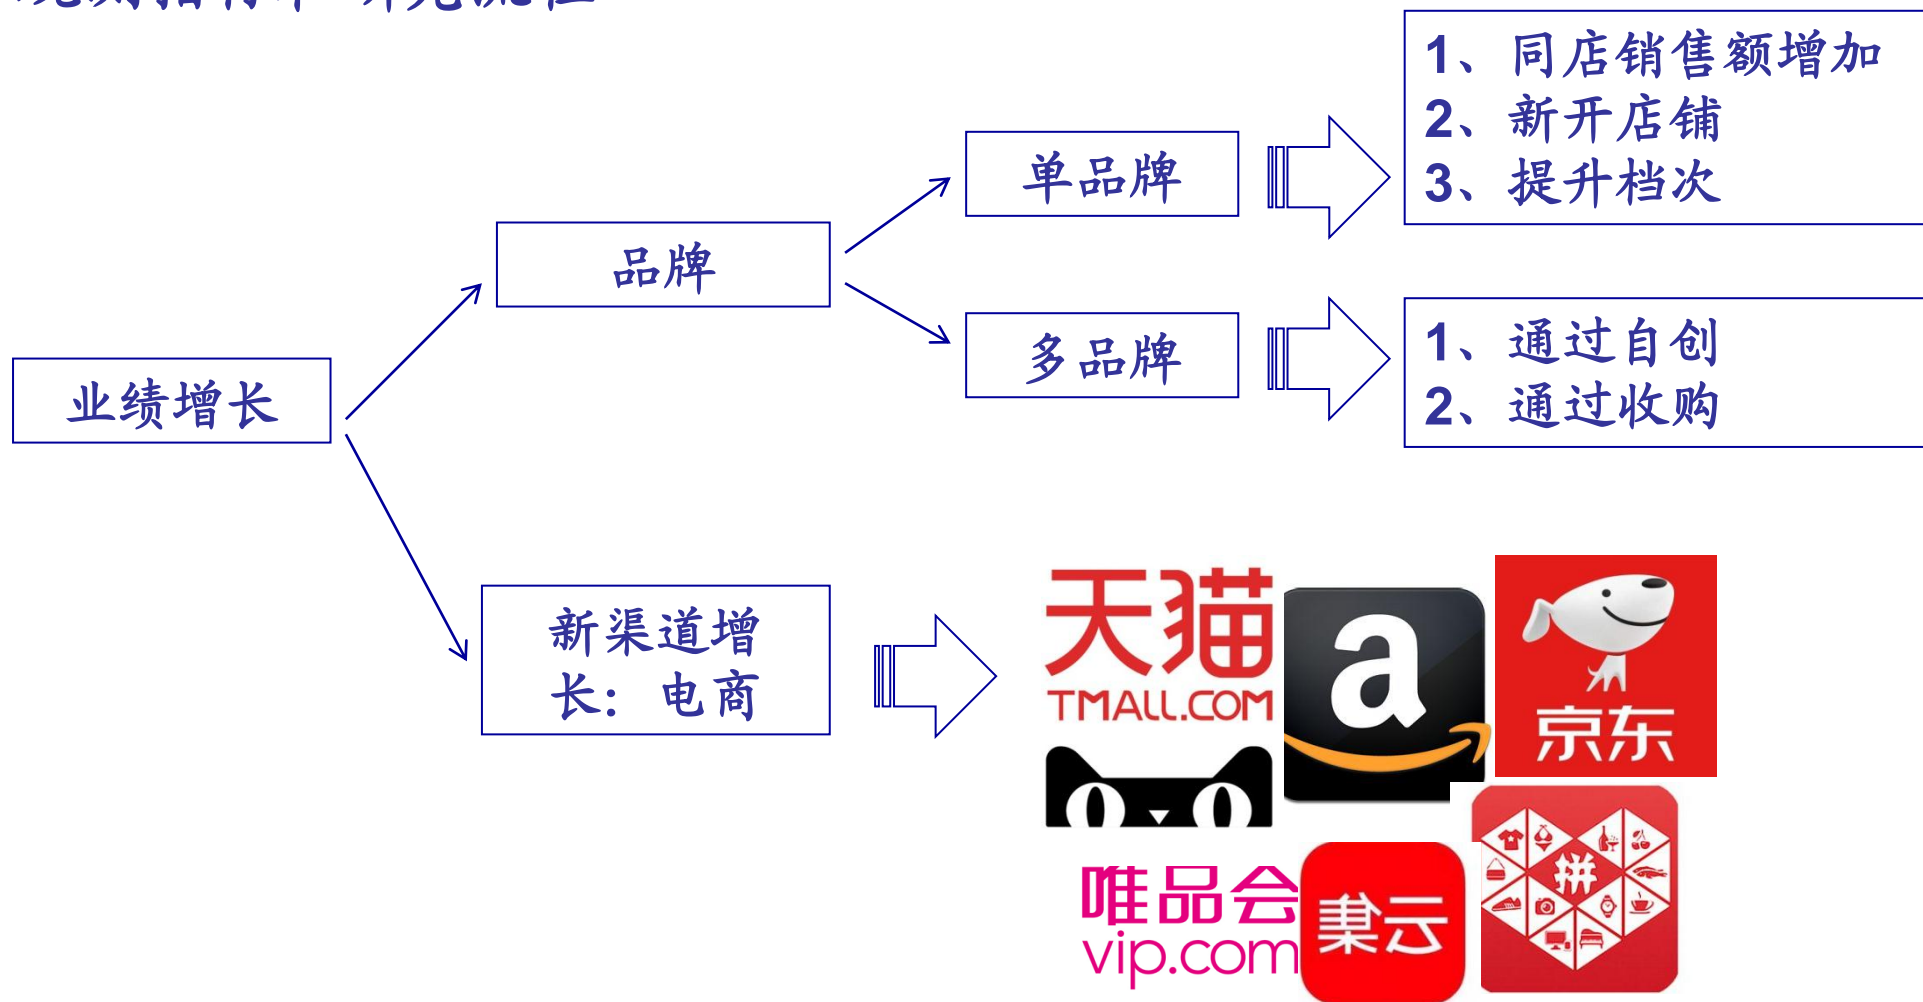 1、同店销售额增加
2、新开店铺
3、提升档次
单品牌
品牌
多品牌
1、通过自创
2、通过收购
业绩增长
新渠道增
长：电商
天猫
TMALL.COM
a
京东
拼
唯品会
vip.com